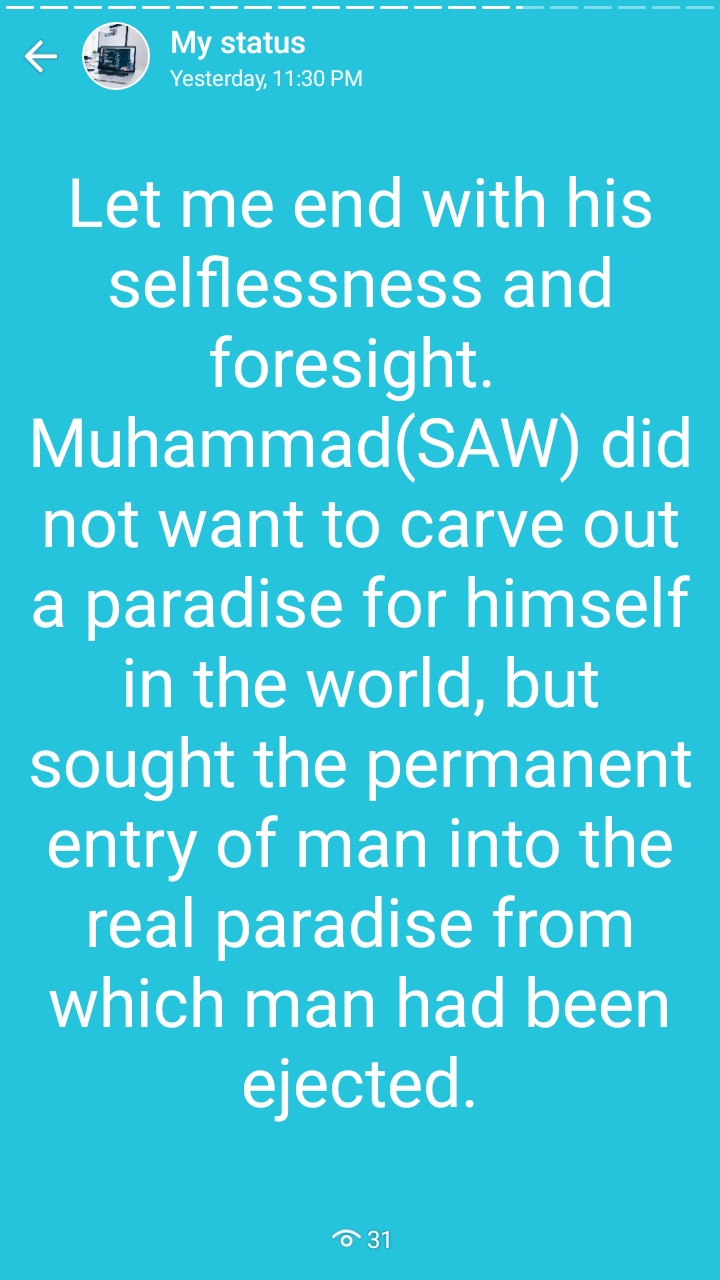 My status
Yesterday, 11:30 PM
Let me end with his
selflessness and
foresight.
Muhammad(SAW) did
not want to carve out
a paradise for himself
in the world, but
sought the permanent
entry of man into the
real paradise from
which man had been
ejected.
31